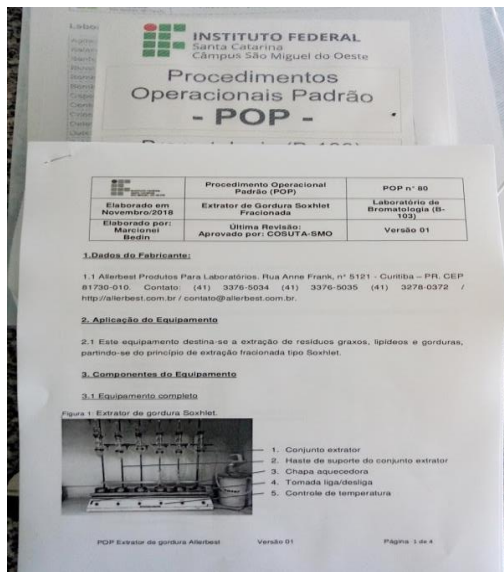 INSTITUTO FEDERAL
Santa Catarina
Câmpus São Miguel do Oeste
Procedimentos
Operacionais Padrão
- POP -
Procedimento Operacional
Padrão (POP)
POP n° 80
Elaborado em
Novembro/2018
Extrator de Gordura Soxhlet
Fracionada
Laboratório de
Bromatologia (B-
103)
Elaborado por:
Marcionei
Bedin
Última Revisão:
Aprovado por: COSUTA-SMO
Versão 01
1.Dados do Fabricante:
1.1 Allerbest Produtos Para Laboratórios. Rua Anne Frank, n° 5121 - Curitiba – PR. CEP
81730-010. Contato: (41) 3376-5034 (41) 3376-5035 (41) 3278-0372 /
http://allerbest.com.br / contato@allerbest.com.br.
2. Aplicação do Equipamento
2.1 Este equipamento destina-se a extração de resíduos graxos, lipídeos e gorduras,
partindo-se do princípio de extração fracionada tipo Soxhlet.
3. Componentes do Equipamento
3.1 Equipamento completo
Figura 1: Extrator de gordura Soxhlet.
1. Conjunto extrator
2. Haste de suporte do conjunto extrator
3. Chapa aquecedora
4. Tomada liga/desliga
5. Controle de temperatura
POP Extrator de gordura Allerbest Versão 01 Página 1 de 4